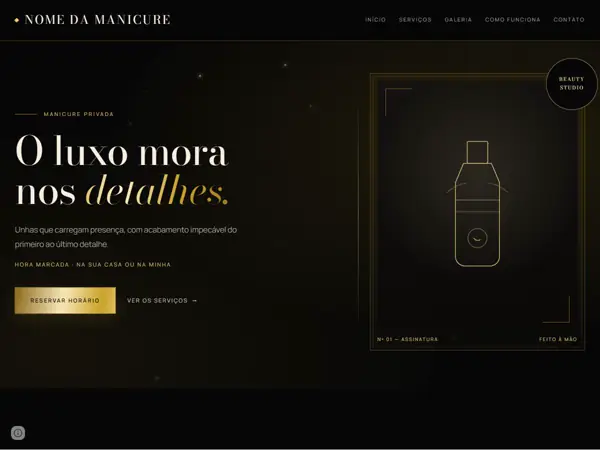 NOME DA MANICURE
INÍCIO SERVIÇOS GALERIA COMO FUNCIONA CONTATO
BEAUTY
STUDIO
MANICURE PRIVADA
O luxo mora
nos detalhes.
Unhas que carregam presença, com acabamento impecável do
primeiro ao último detalhe.
HORA MARCADA · NA SUA CASA OU NA MINHA
RESERVAR HORÁRIO VER OS SERVIÇOS →
Nº 01 — ASSINATURA FEITO À MÃO